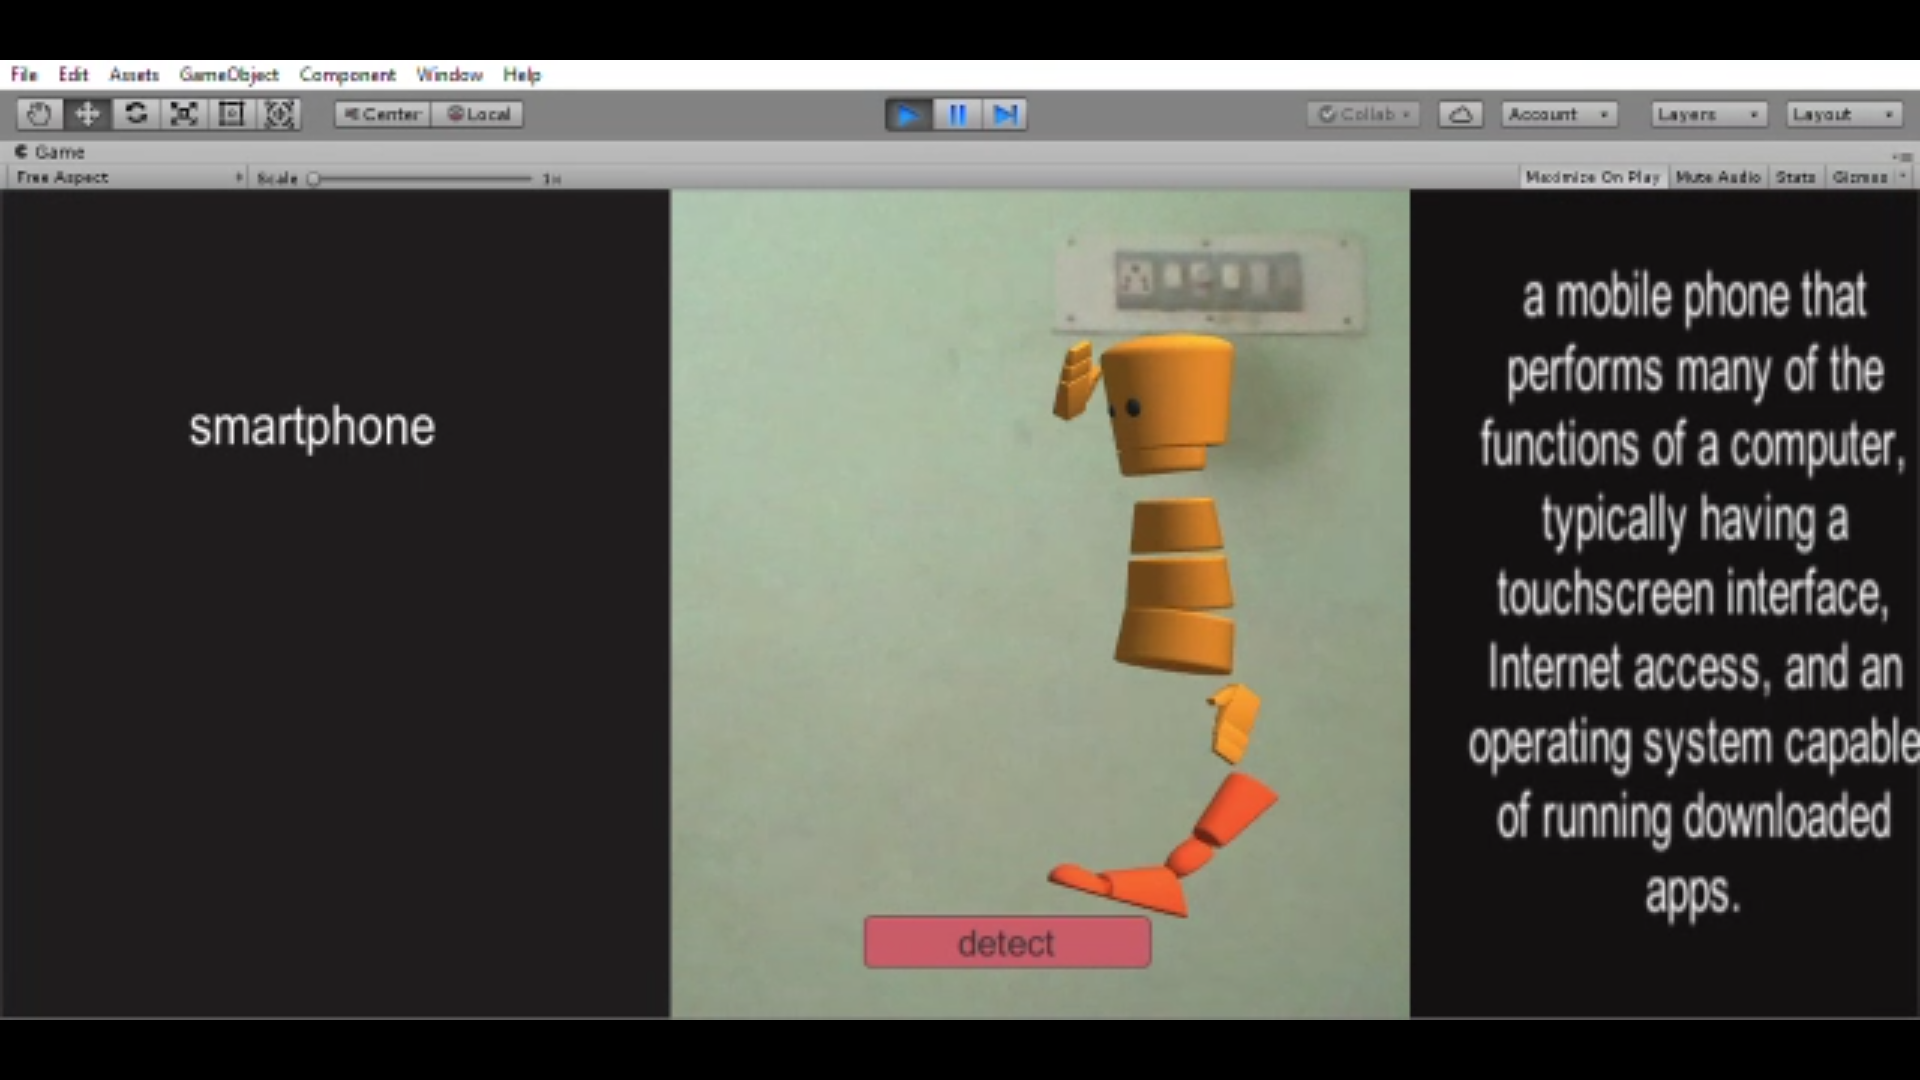 File Edit Assets GameObject Component Window Help
Center Local Collab Account Layers Layout
Game
Free Aspect Scale 1x Maximize On Play Mute Audio Stats Gizmos
smartphone
a mobile phone that
performs many of the
functions of a computer,
typically having a
touchscreen interface,
Internet access, and an
operating system capable
of running downloaded
apps.
detect